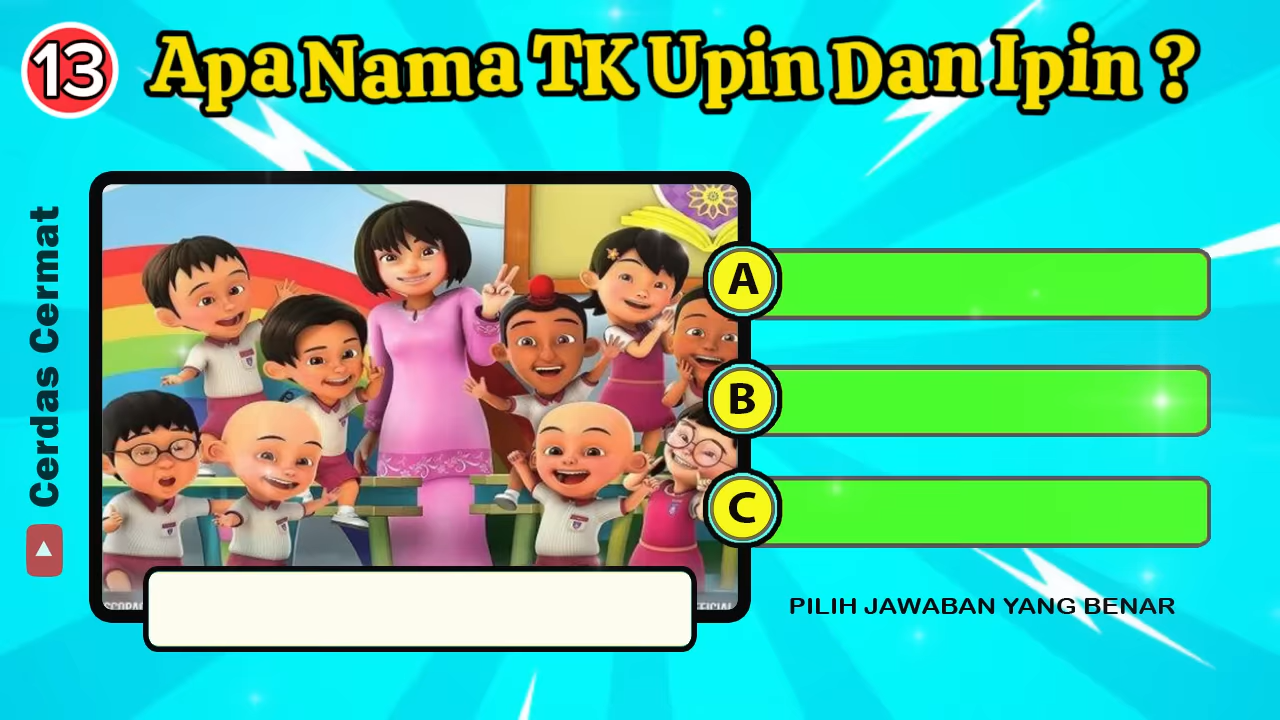 13
Apa Nama TK Upin Dan Ipin ?
Cerdas Cermat
A
B
C
PILIH JAWABAN YANG BENAR